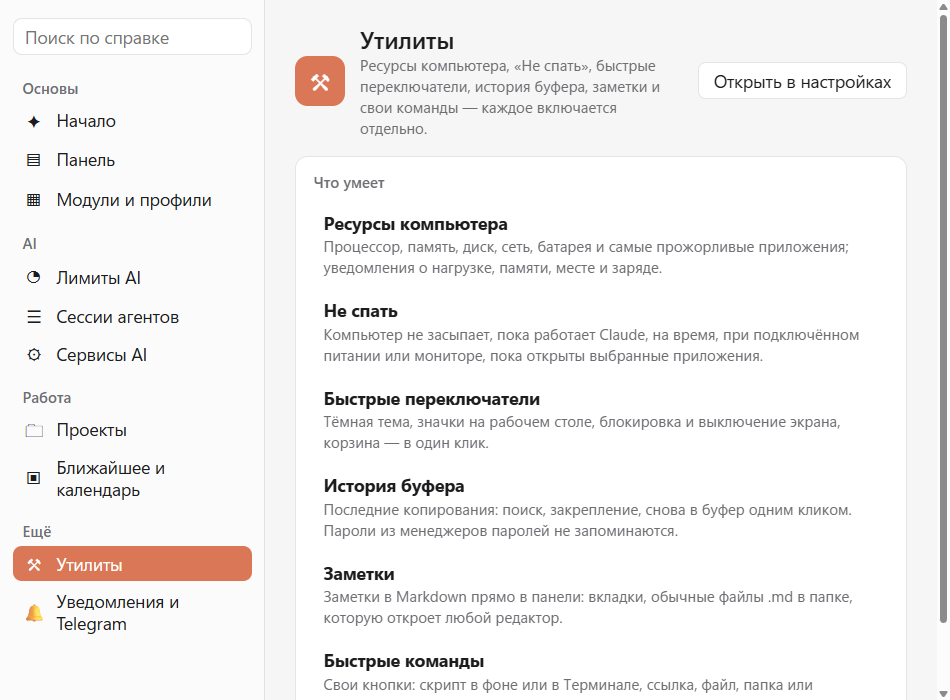 Поиск по справке
Основы
Начало
Панель
Модули и профили
AI
Лимиты AI
Сессии агентов
Сервисы AI
Работа
Проекты
Ближайшее и
календарь
Ещё
Утилиты
Уведомления и
Telegram
Утилиты
Ресурсы компьютера, «Не спать», быстрые
переключатели, история буфера, заметки и
свои команды — каждое включается
отдельно.
Открыть в настройках
Что умеет
Ресурсы компьютера
Процессор, память, диск, сеть, батарея и самые прожорливые приложения;
уведомления о нагрузке, памяти, месте и заряде.
Не спать
Компьютер не засыпает, пока работает Claude, на время, при подключённом
питании или мониторе, пока открыты выбранные приложения.
Быстрые переключатели
Тёмная тема, значки на рабочем столе, блокировка и выключение экрана,
корзина — в один клик.
История буфера
Последние копирования: поиск, закрепление, снова в буфер одним кликом.
Пароли из менеджеров паролей не запоминаются.
Заметки
Заметки в Markdown прямо в панели: вкладки, обычные файлы .md в папке,
которую откроет любой редактор.
Быстрые команды
Свои кнопки: скрипт в фоне или в Терминале, ссылка, файл, папка или